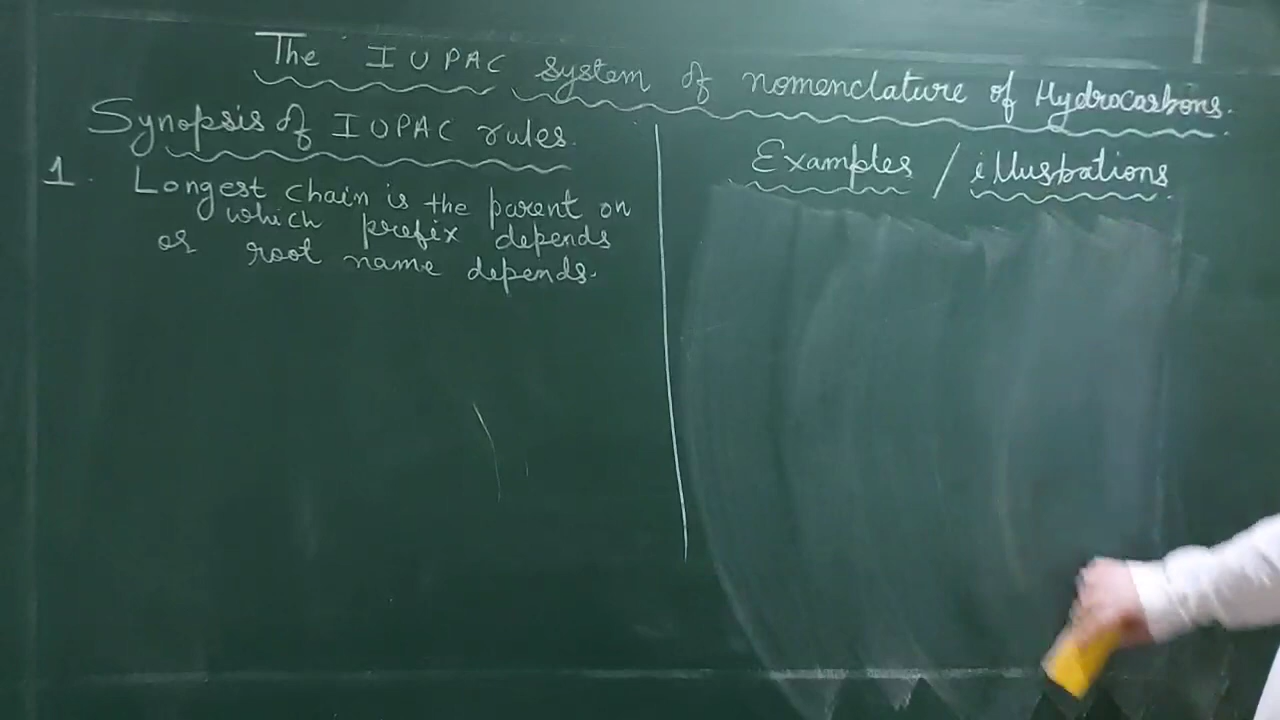 The IUPAC system of nomenclature of Hydrocarbons.
Synopsis of IUPAC rules.
1. Longest chain is the parent on
which prefix depends
or root name depends.
Examples / illustrations.